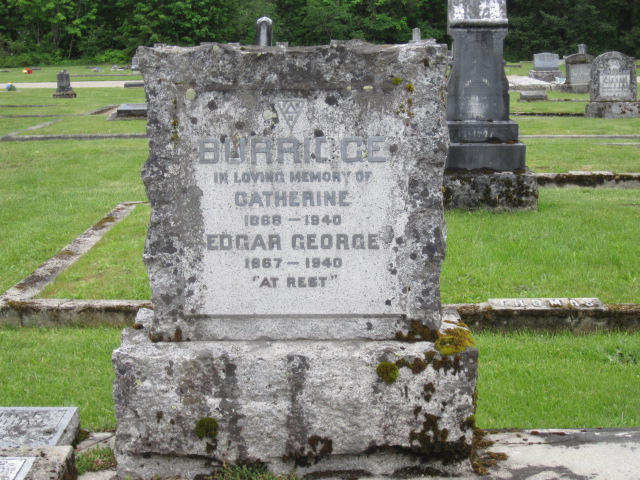 BURRIDGE
IN LOVING MEMORY OF
CATHERINE
1868 - 1940
EDGAR GEORGE
1867 - 1940
"AT REST"